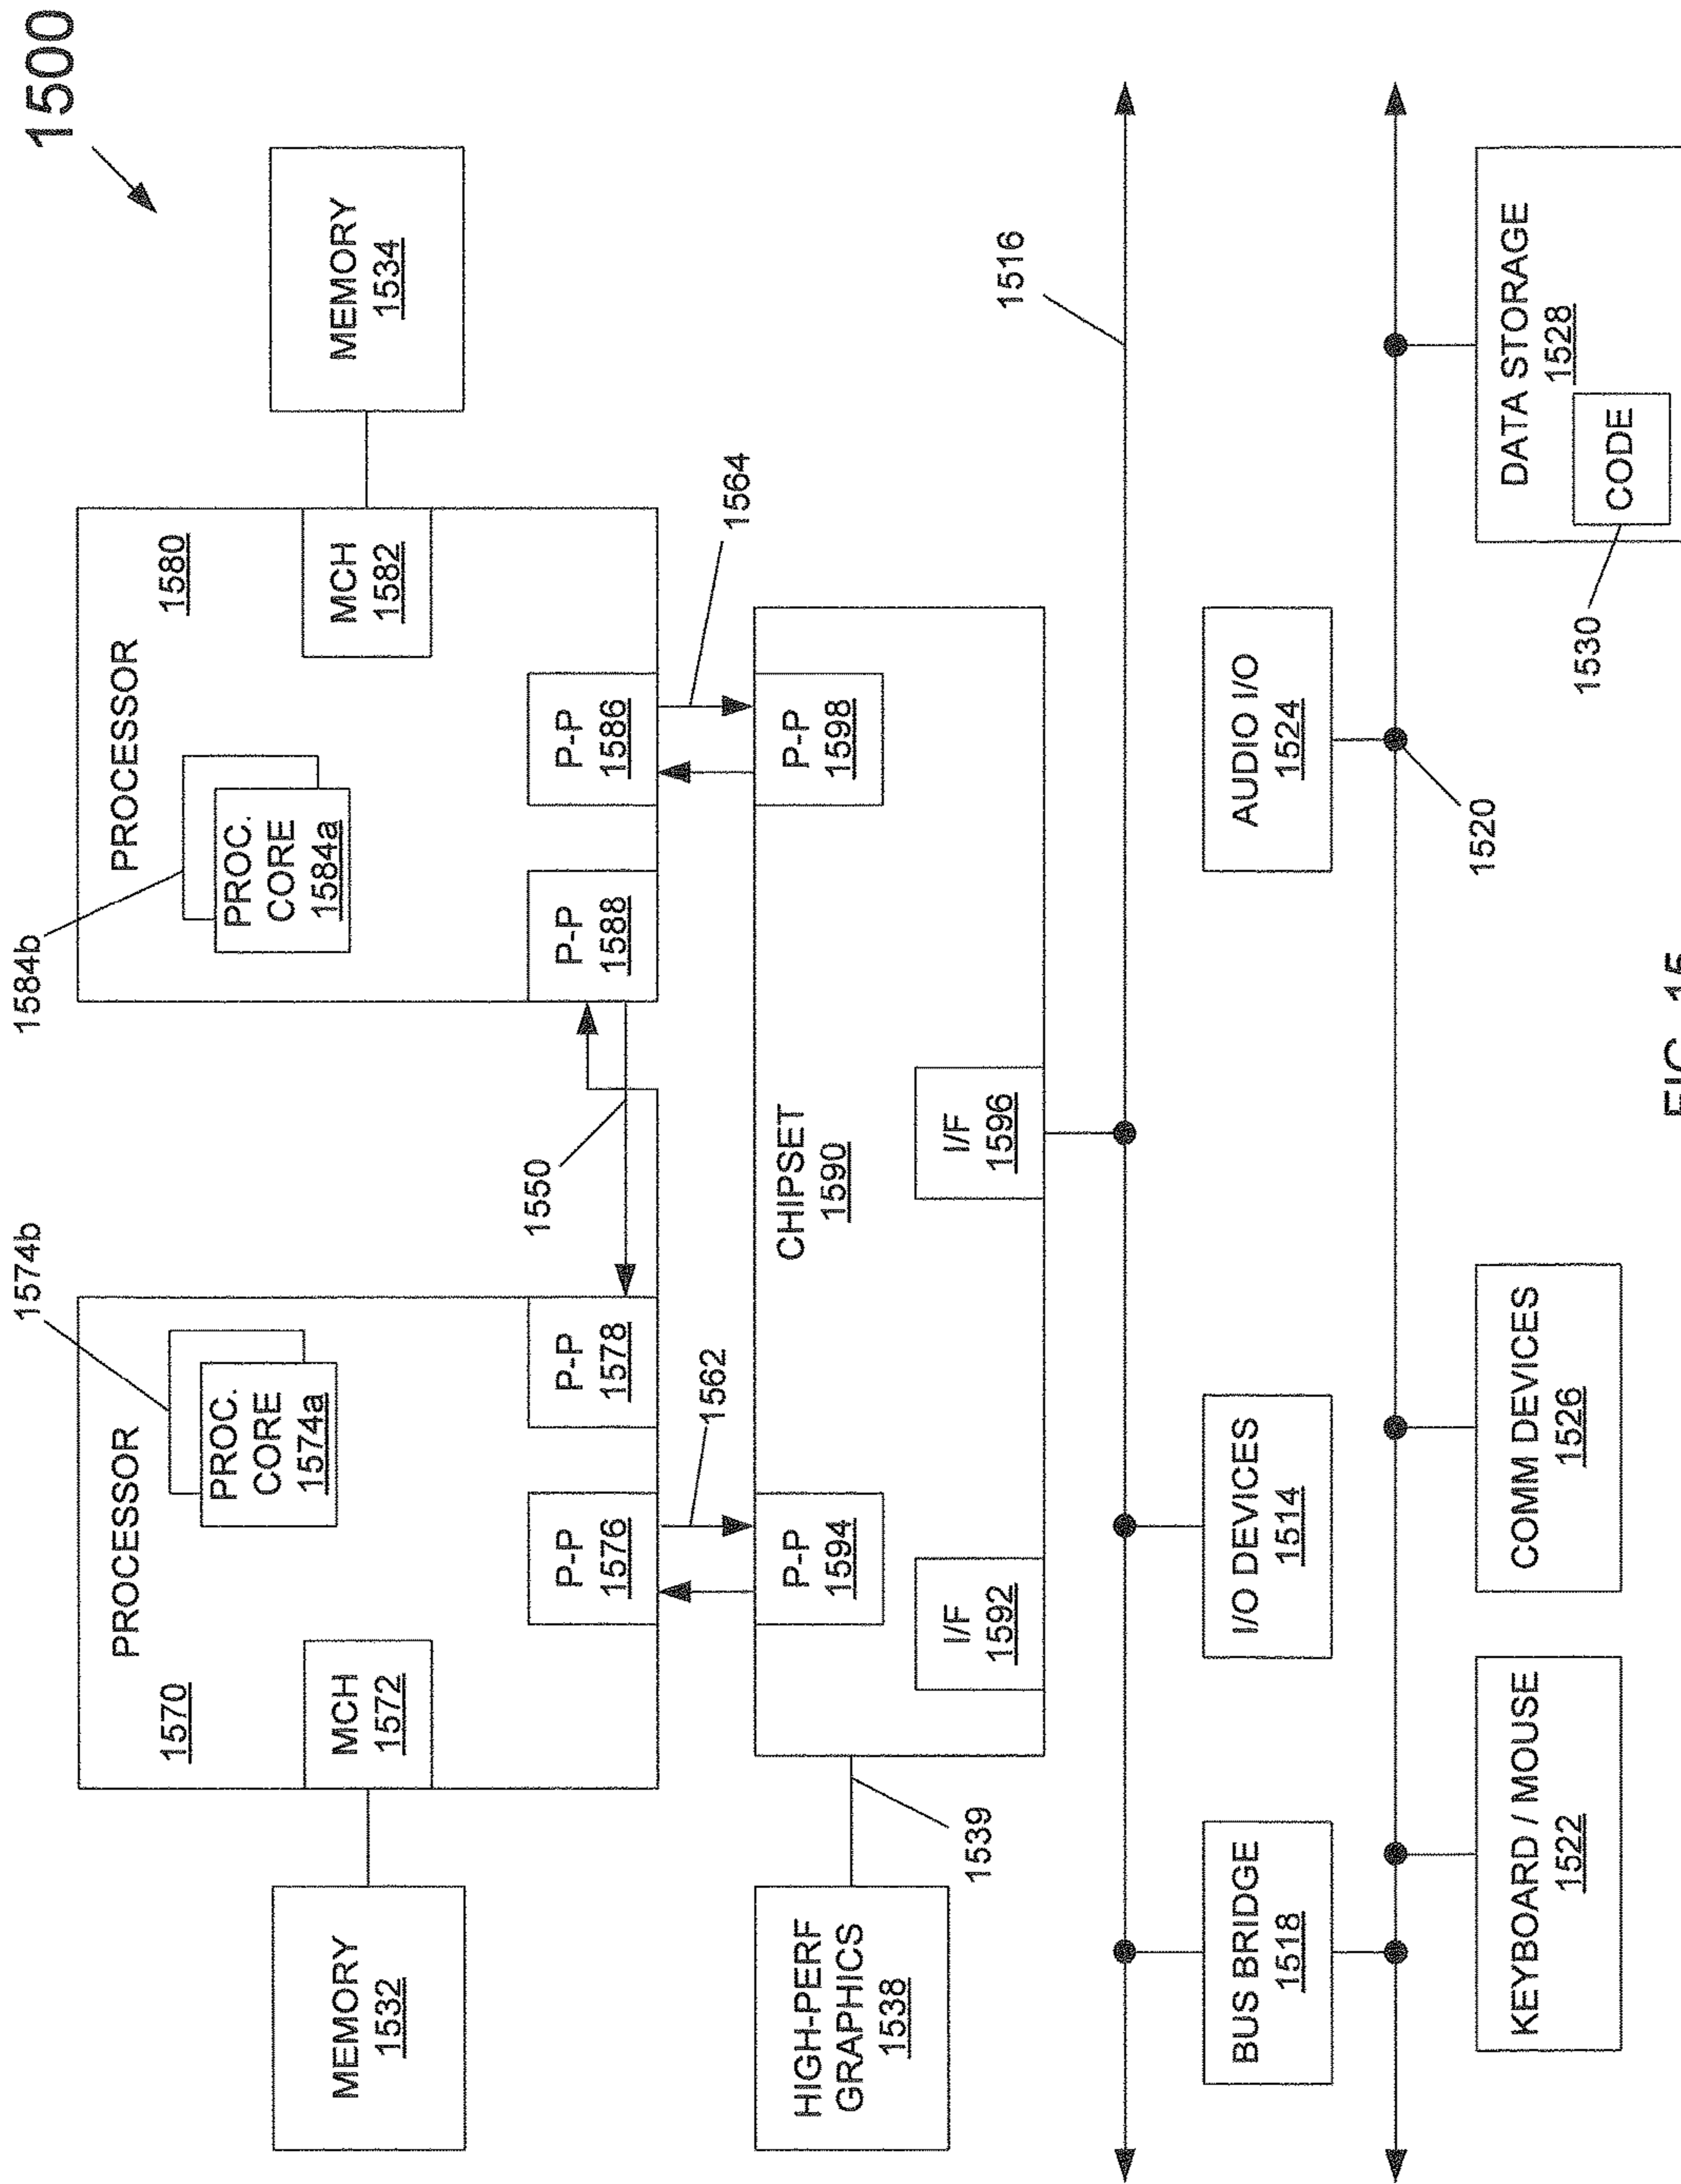 1500
1574b
1584b
PROCESSOR
1570
PROC.
CORE
1574a
MCH
1572
P-P
1576
P-P
1578
MEMORY
1532
PROCESSOR
1580
PROC.
CORE
1584a
MCH
1582
P-P
1588
P-P
1586
MEMORY
1534
1550
1562
1564
HIGH-PERF
GRAPHICS
1538
1539
P-P
1594
CHIPSET
1590
P-P
1598
I/F
1592
I/F
1596
1516
BUS BRIDGE
1518
I/O DEVICES
1514
AUDIO I/O
1524
1520
KEYBOARD / MOUSE
1522
COMM DEVICES
1526
DATA STORAGE
1528
CODE
1530
FIG. 15